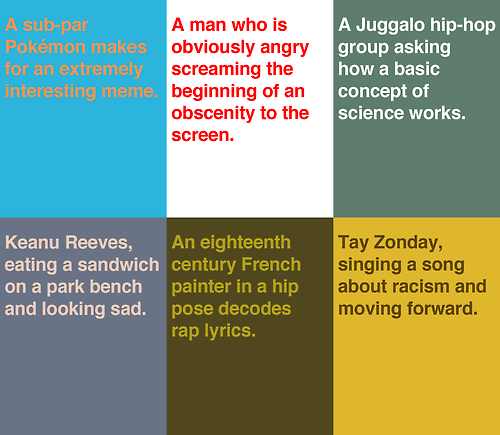 A sub-par
Pokémon makes
for an extremely
interesting meme.
A man who is
obviously angry
screaming the
beginning of an
obscenity to the
screen.
A Juggalo hip-hop
group asking
how a basic
concept of
science works.
Keanu Reeves,
eating a sandwich
on a park bench
and looking sad.
An eighteenth
century French
painter in a hip
pose decodes
rap lyrics.
Tay Zonday,
singing a song
about racism and
moving forward.